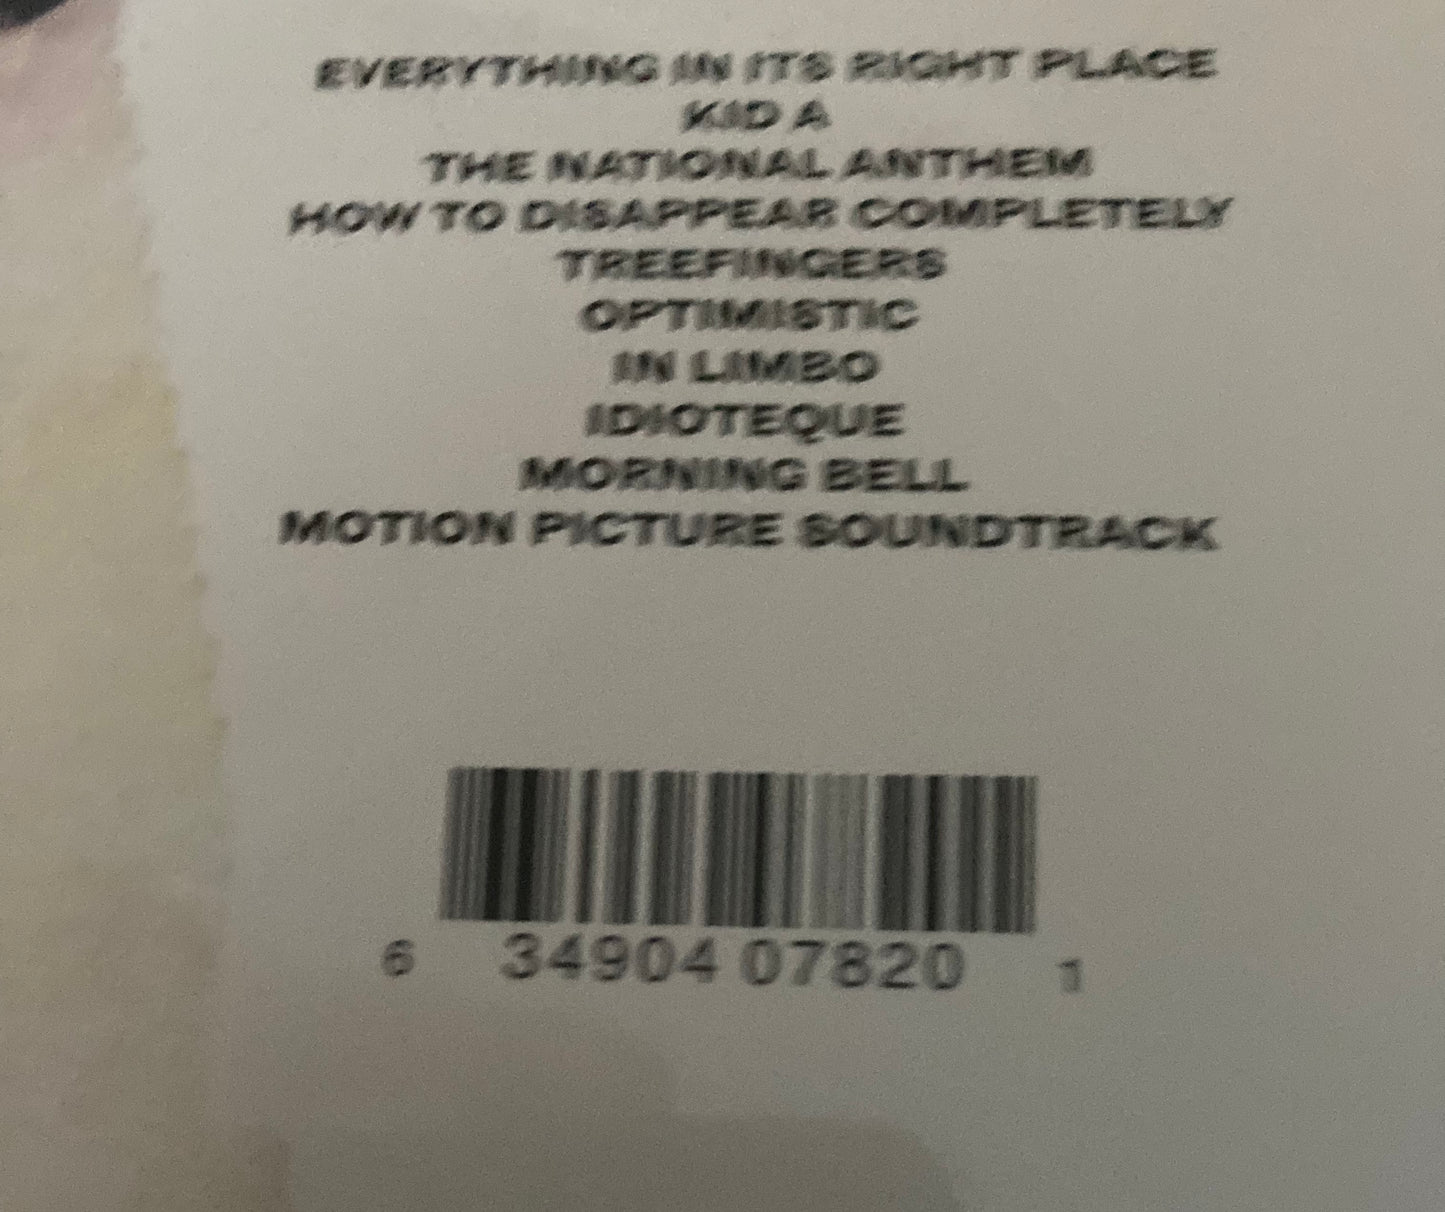 EVERYTHING IN ITS RIGHT PLACE
KID A
THE NATIONAL ANTHEM
HOW TO DISAPPEAR COMPLETELY
TREEFINGERS
OPTIMISTIC
IN LIMBO
IDIOTEQUE
MORNING BELL
MOTION PICTURE SOUNDTRACK
6 34904 07820 1